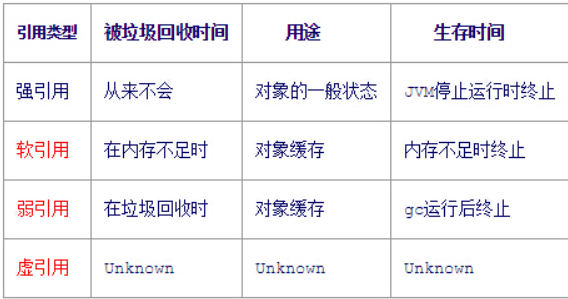 引用类型 被垃圾回收时间 用途 生存时间
强引用 从来不会 对象的一般状态 JVM停止运行时终止
软引用 在内存不足时 对象缓存 内存不足时终止
弱引用 在垃圾回收时 对象缓存 gc运行后终止
虚引用 Unknown Unknown Unknown